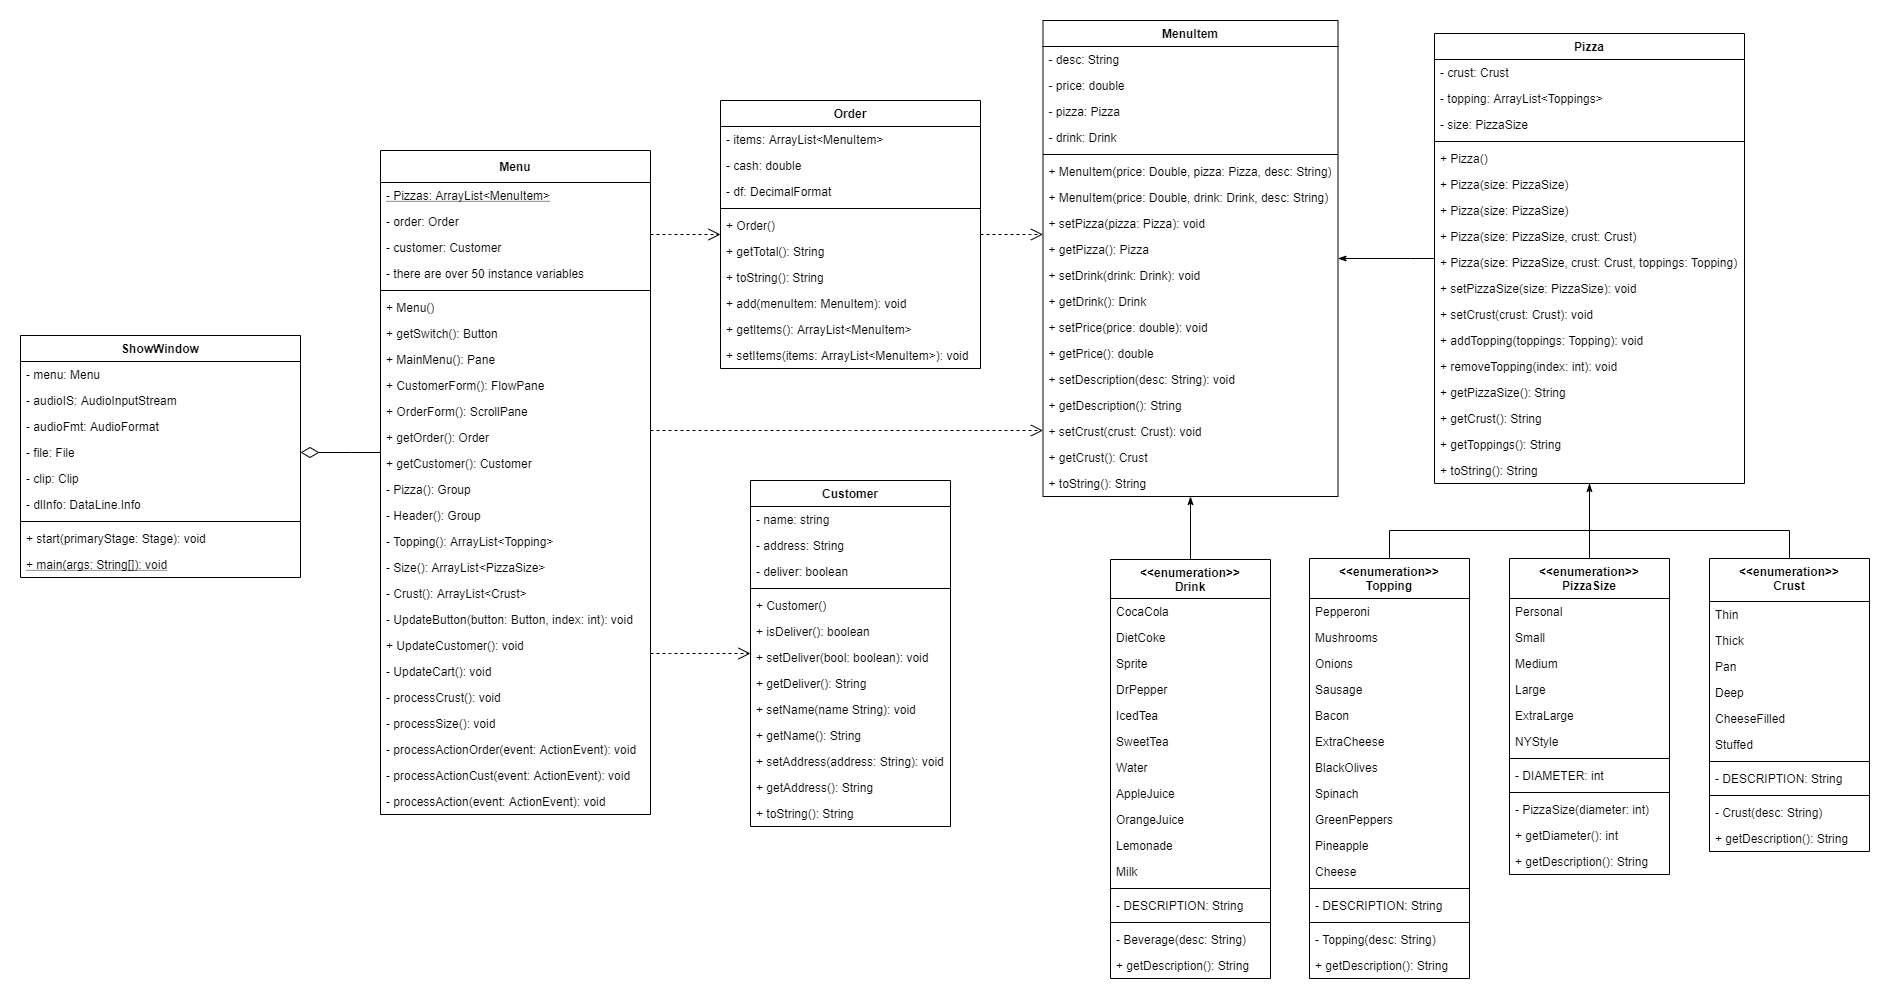 ShowWindow
- menu: Menu
- audioIS: AudioInputStream
- audioFmt: AudioFormat
- file: File
- clip: Clip
- dlInfo: DataLine.Info
+ start(primaryStage: Stage): void
+ main(args: String[]): void
Menu
- Pizzas: ArrayList<MenuItem>
- order: Order
- customer: Customer
- there are over 50 instance variables
+ Menu()
+ getSwitch(): Button
+ MainMenu(): Pane
+ CustomerForm(): FlowPane
+ OrderForm(): ScrollPane
+ getOrder(): Order
+ getCustomer(): Customer
- Pizza(): Group
- Header(): Group
- Topping(): ArrayList<Topping>
- Size(): ArrayList<PizzaSize>
- Crust(): ArrayList<Crust>
- UpdateButton(button: Button, index: int): void
+ UpdateCustomer(): void
- UpdateCart(): void
- processCrust(): void
- processSize(): void
- processActionOrder(event: ActionEvent): void
- processActionCust(event: ActionEvent): void
- processAction(event: ActionEvent): void
Order
- items: ArrayList<MenuItem>
- cash: double
- df: DecimalFormat
+ Order()
+ getTotal(): String
+ toString(): String
+ add(menuItem: MenuItem): void
+ getItems(): ArrayList<MenuItem>
+ setItems(items: ArrayList<MenuItem>): void
Customer
- name: string
- address: String
- deliver: boolean
+ Customer()
+ isDeliver(): boolean
+ setDeliver(bool: boolean): void
+ getDeliver(): String
+ setName(name String): void
+ getName(): String
+ setAddress(address: String): void
+ getAddress(): String
+ toString(): String
MenuItem
- desc: String
- price: double
- pizza: Pizza
- drink: Drink
+ MenuItem(price: Double, pizza: Pizza, desc: String)
+ MenuItem(price: Double, drink: Drink, desc: String)
+ setPizza(pizza: Pizza): void
+ getPizza(): Pizza
+ setDrink(drink: Drink): void
+ getDrink(): Drink
+ setPrice(price: double): void
+ getPrice(): double
+ setDescription(desc: String): void
+ getDescription(): String
+ setCrust(crust: Crust): void
+ getCrust(): Crust
+ toString(): String
Pizza
- crust: Crust
- topping: ArrayList<Toppings>
- size: PizzaSize
+ Pizza()
+ Pizza(size: PizzaSize)
+ Pizza(size: PizzaSize)
+ Pizza(size: PizzaSize, crust: Crust)
+ Pizza(size: PizzaSize, crust: Crust, toppings: Topping)
+ setPizzaSize(size: PizzaSize): void
+ setCrust(crust: Crust): void
+ addTopping(toppings: Topping): void
+ removeTopping(index: int): void
+ getPizzaSize(): String
+ getCrust(): String
+ getToppings(): String
+ toString(): String
<<enumeration>>
Drink
CocaCola
DietCoke
Sprite
DrPepper
IcedTea
SweetTea
Water
AppleJuice
OrangeJuice
Lemonade
Milk
- DESCRIPTION: String
- Beverage(desc: String)
+ getDescription(): String
<<enumeration>>
Topping
Pepperoni
Mushrooms
Onions
Sausage
Bacon
ExtraCheese
BlackOlives
Spinach
GreenPeppers
Pineapple
Cheese
- DESCRIPTION: String
- Topping(desc: String)
+ getDescription(): String
<<enumeration>>
PizzaSize
Personal
Small
Medium
Large
ExtraLarge
NYStyle
- DIAMETER: int
- PizzaSize(diameter: int)
+ getDiameter(): int
+ getDescription(): String
<<enumeration>>
Crust
Thin
Thick
Pan
Deep
CheeseFilled
Stuffed
- DESCRIPTION: String
- Crust(desc: String)
+ getDescription(): String